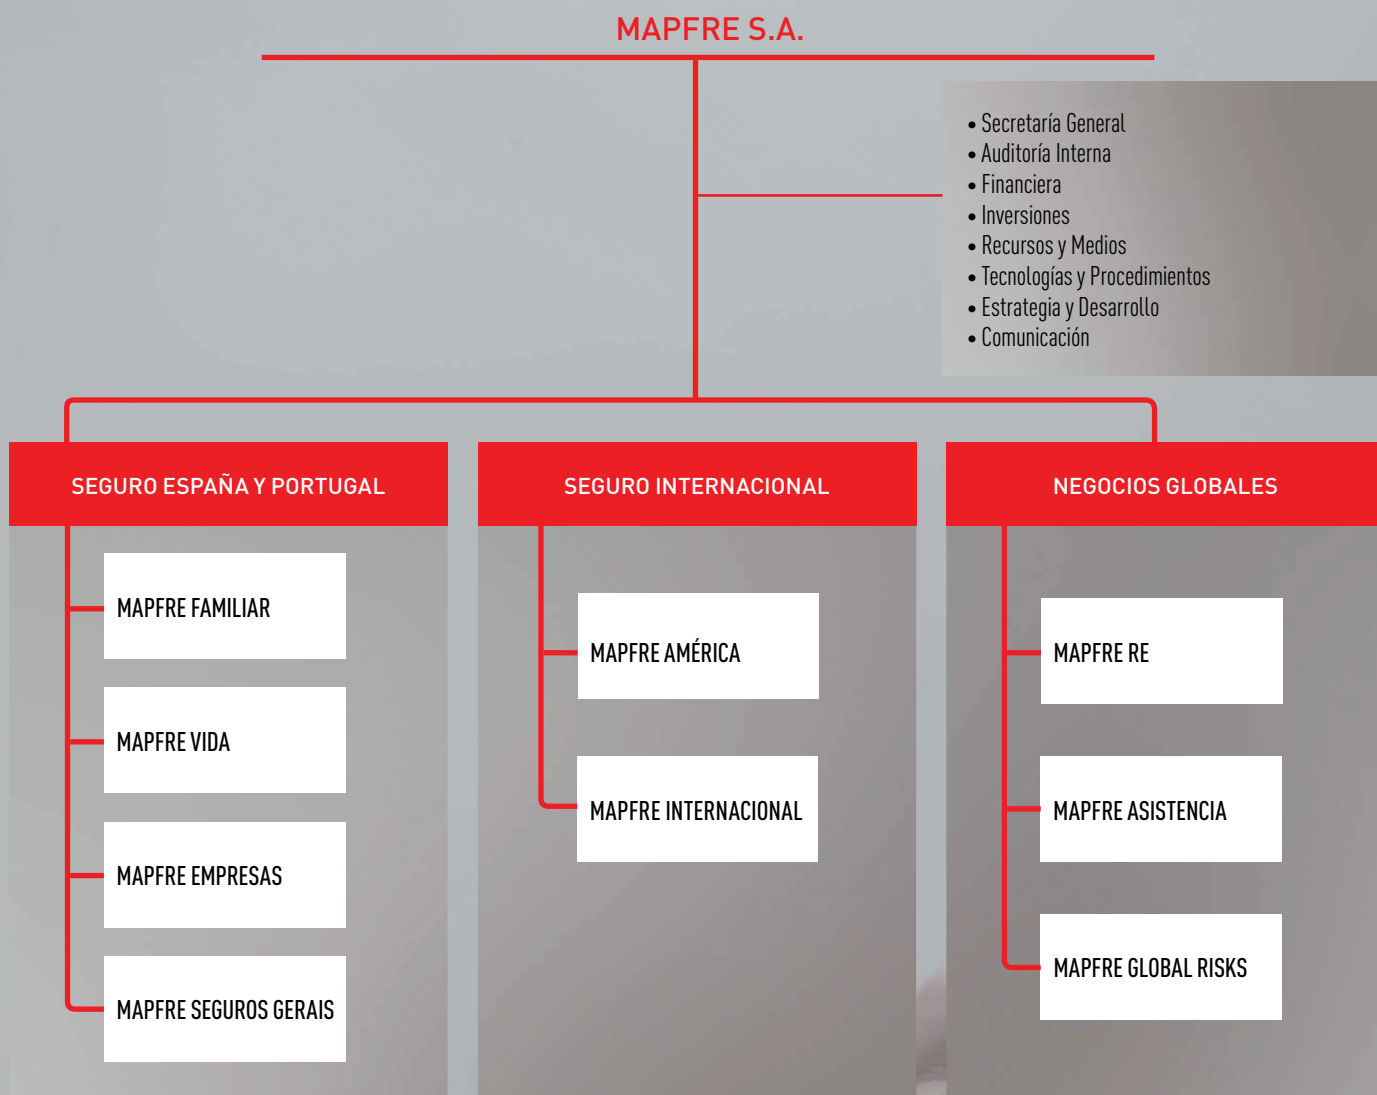 MAPFRE S.A.
• Secretaría General
• Auditoría Interna
• Financiera
• Inversiones
• Recursos y Medios
• Tecnologías y Procedimientos
• Estrategia y Desarrollo
• Comunicación
SEGURO ESPAÑA Y PORTUGAL
MAPFRE FAMILIAR
MAPFRE VIDA
MAPFRE EMPRESAS
MAPFRE SEGUROS GERAIS
SEGURO INTERNACIONAL
MAPFRE AMÉRICA
MAPFRE INTERNACIONAL
NEGOCIOS GLOBALES
MAPFRE RE
MAPFRE ASISTENCIA
MAPFRE GLOBAL RISKS